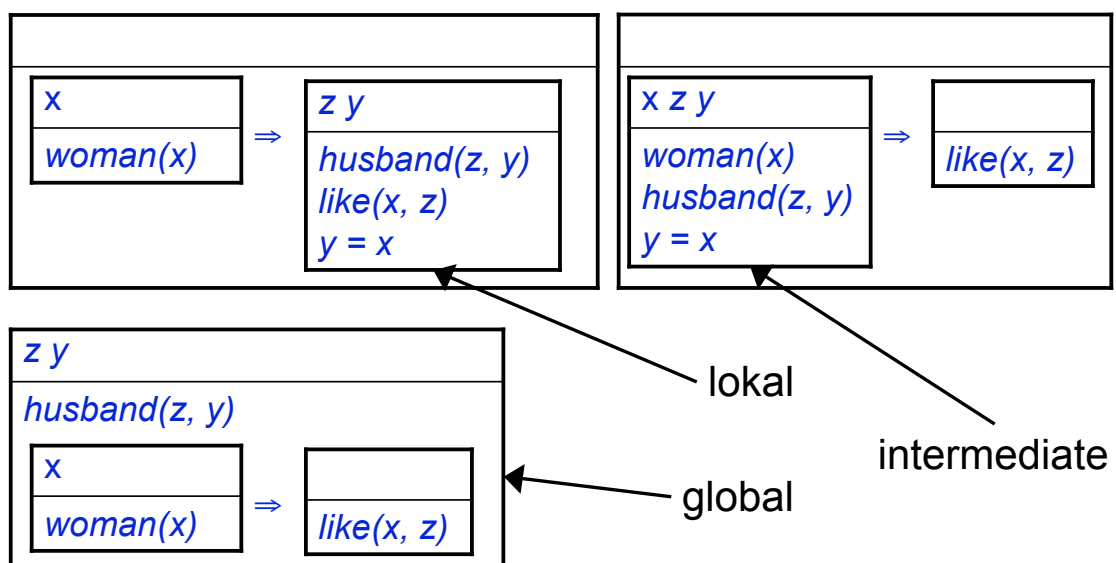 x
woman(x)
⇒
z y
husband(z, y)
like(x, z)
y = x
x z y
woman(x)
husband(z, y)
y = x
⇒
like(x, z)
lokal
intermediate
z y
husband(z, y)
x
woman(x)
⇒
like(x, z)
global